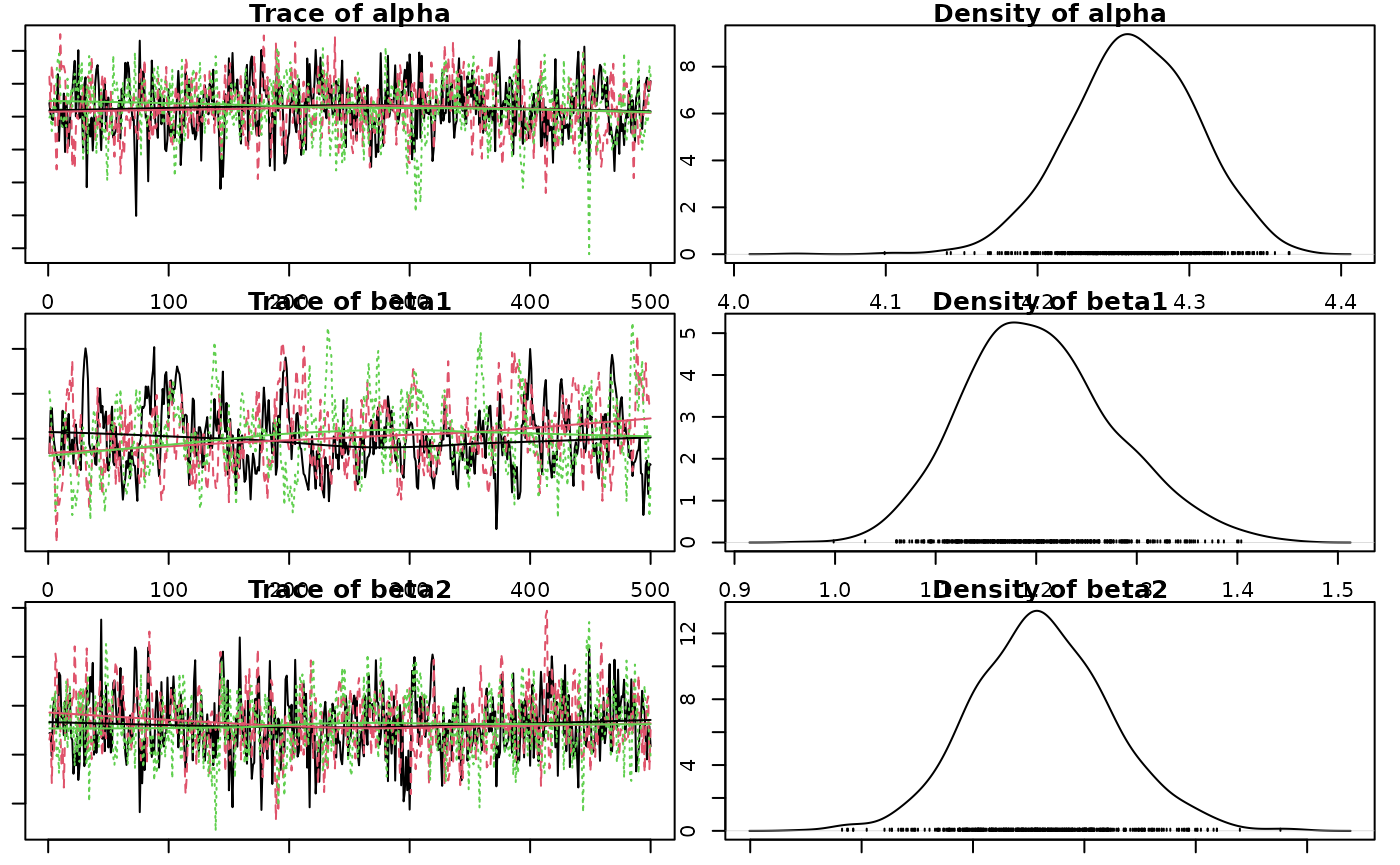 Trace of alpha
Density of alpha
0 2 4 6 8
0 100 200 300 400 500
4.0 4.1 4.2 4.3 4.4
Trace of beta1
Density of beta1
0 1 2 3 4 5
0 100 200 300 400 500
0.9 1.0 1.1 1.2 1.3 1.4 1.5
Trace of beta2
Density of beta2
0 4 8 12